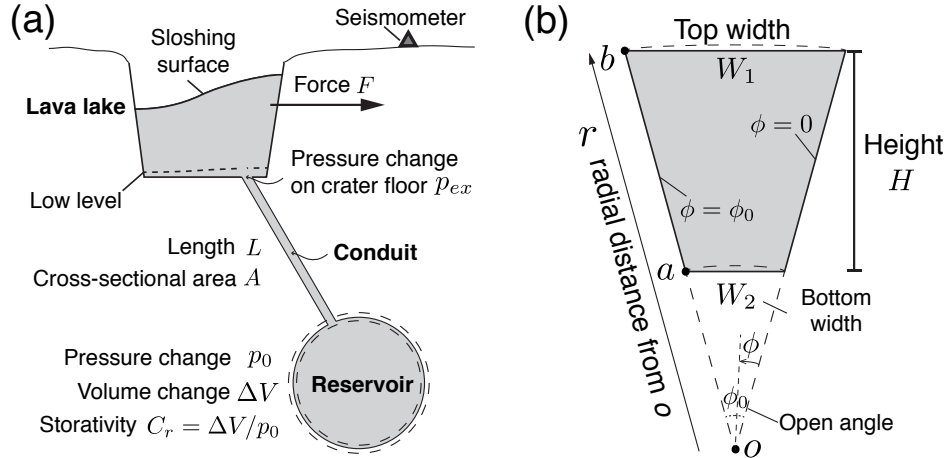 (a)
Seismometer
Sloshing
surface
Force F
Lava lake
Pressure change
on crater floor p_{ex}
Low level
Length L
Conduit
Cross-sectional area A
Pressure change p_0
Volume change ΔV
Reservoir
Storativity C_r = ΔV/p_0
(b)
Top width
b
W_1
r
radial distance from o
ϕ = 0
Height
H
ϕ = ϕ_0
a
W_2
Bottom
width
ϕ
ϕ_0
Open angle
o